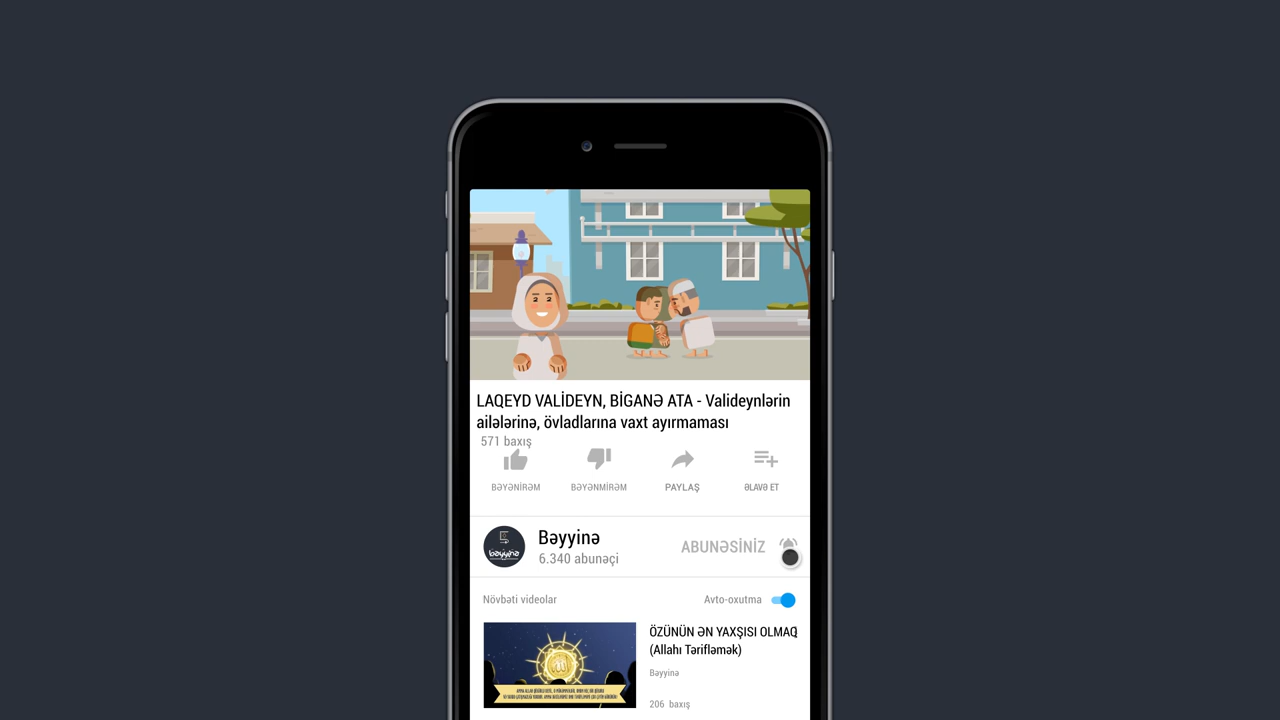 LAQEYD VALİDEYN, BİGANƏ ATA - Valideynlərin
ailələrinə, övladlarına vaxt ayırmaması
571 baxış
BƏYƏNİRƏM
BƏYƏNMİRƏM
PAYLAŞ
ƏLAVƏ ET
bəyyinə
Bəyyinə
6.340 abunəçi
ABUNƏSİNİZ
Növbəti videolar
Avto-oxutma
ÖZÜNÜN ƏN YAXŞISI OLMAQ
(Allahı Tərifləmək)
Bəyyinə
206 baxış